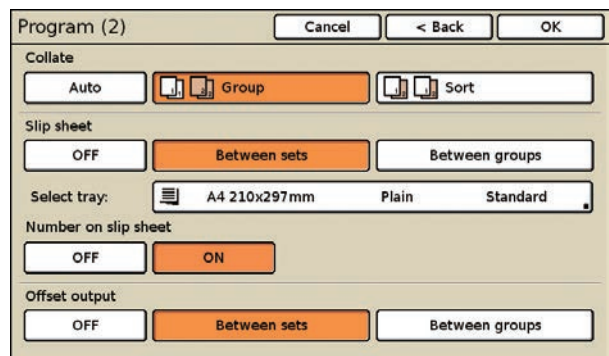 Program (2) Cancel < Back OK
Collate
Auto Group Sort
Slip sheet
OFF Between sets Between groups
Select tray: A4 210x297mm Plain Standard
Number on slip sheet
OFF ON
Offset output
OFF Between sets Between groups